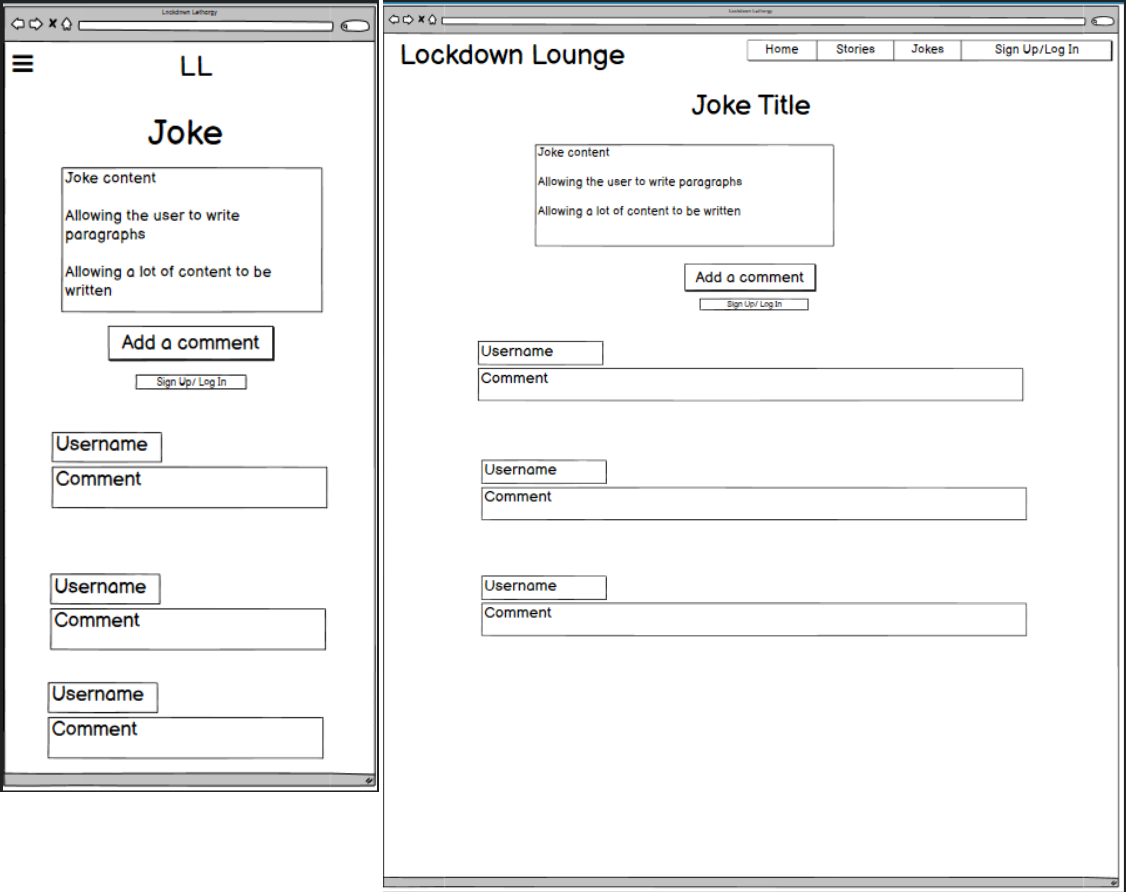 Lockdown Lethargy
LL
Joke
Joke content
Allowing the user to write
paragraphs
Allowing a lot of content to be
written
Add a comment
Sign Up/ Log In
Username
Comment
Username
Comment
Username
Comment
Lockdown Lethargy
Lockdown Lounge
Home
Stories
Jokes
Sign Up/Log In
Joke Title
Joke content
Allowing the user to write paragraphs
Allowing a lot of content to be written
Add a comment
Sign Up/ Log In
Username
Comment
Username
Comment
Username
Comment